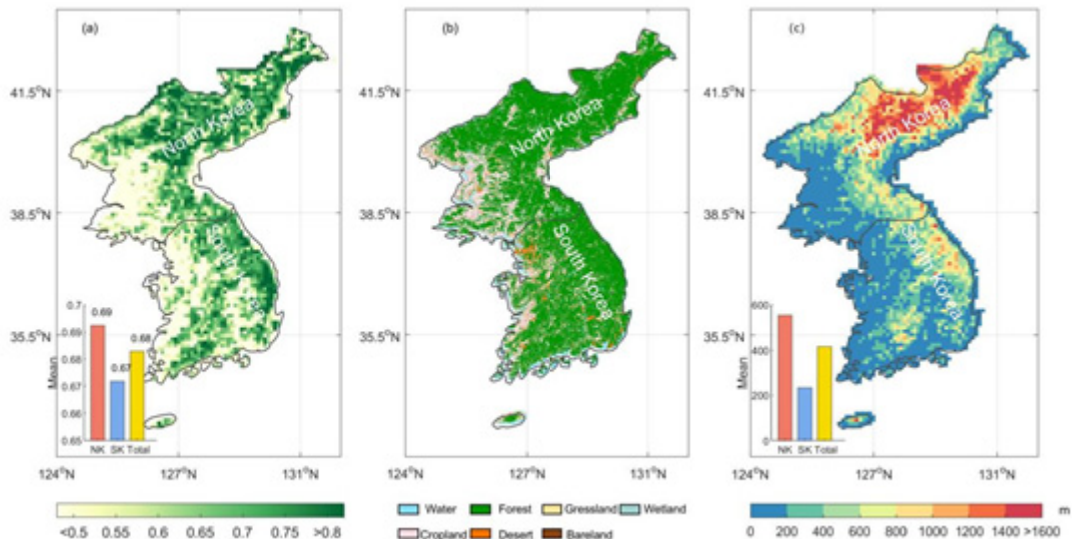 (a)
North Korea
South Korea
41.5°N
38.5°N
35.5°N
0.7
0.69
0.68
0.67
0.66
0.65
Mean
0.69
0.67
0.68
NK SK Total
124°N 127°N 131°N
<0.5 0.55 0.6 0.65 0.7 0.75 >0.8
(b)
North Korea
South Korea
41.5°N
38.5°N
35.5°N
124°N 127°N 131°N
Water Forest Gressland Wetland
Cropland Desert Bareland
(c)
North Korea
South Korea
41.5°N
38.5°N
35.5°N
600
400
200
0
Mean
NK SK Total
124°N 127°N 131°N
m
0 200 400 600 800 1000 1400 >1600